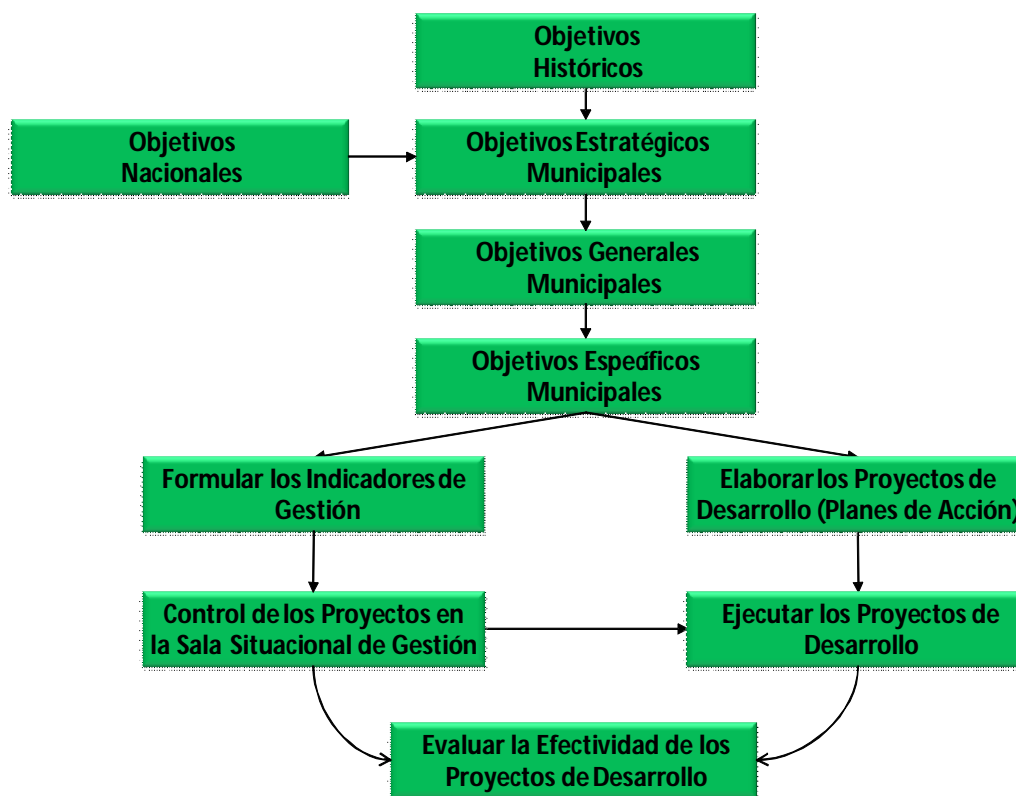 Objetivos
Históricos
Objetivos
Nacionales
Objetivos Estratégicos
Municipales
Objetivos Generales
Municipales
Objetivos Específicos
Municipales
Formular los Indicadores de
Gestión
Elaborar los Proyectos de
Desarrollo (Planes de Acción)
Control de los Proyectos en
la Sala Situacional de Gestión
Ejecutar los Proyectos de
Desarrollo
Evaluar la Efectividad de los
Proyectos de Desarrollo